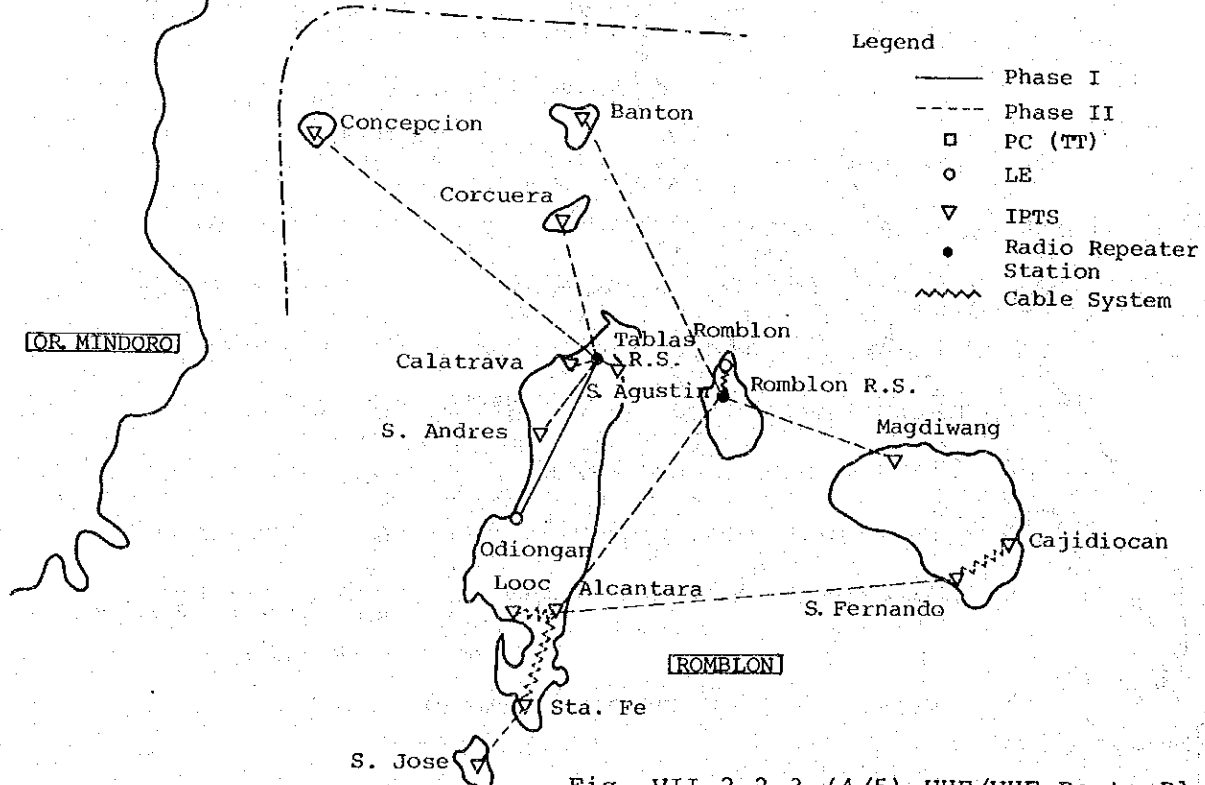 Legend
Phase I
Phase II
PC (TT)
LE
IPTS
Radio Repeater
Station
Cable System
Concepcion
Banton
Corcuera
OR. MINDORO
Calatrava
Tablas
R.S.
Romblon
S. Agustin
Romblon R.S.
S. Andres
Magdiwang
Odiongan
Cajidiocan
Looc
Alcantara
S. Fernando
ROMBLON
Sta. Fe
S. Jose